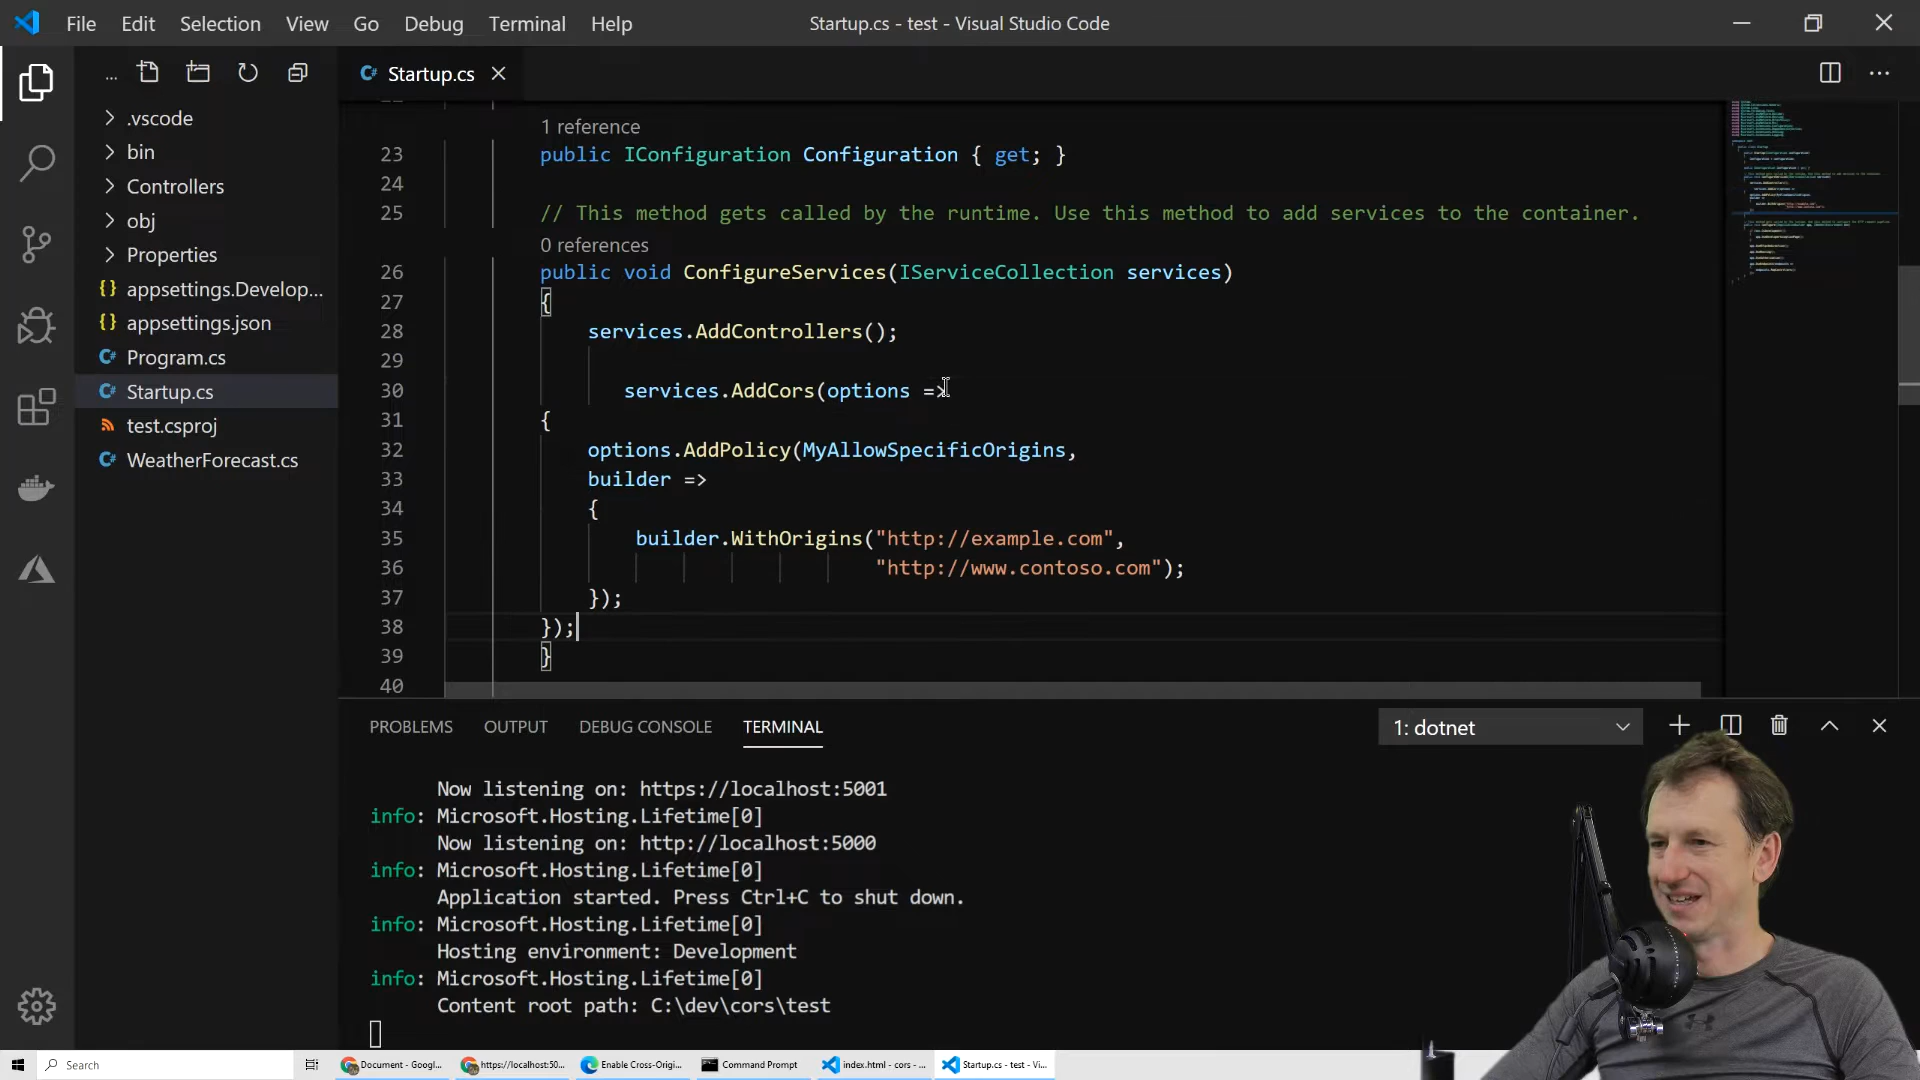 File Edit Selection View Go Debug Terminal Help
Startup.cs - test - Visual Studio Code
...
Startup.cs
.vscode
bin
Controllers
obj
Properties
appsettings.Develop...
appsettings.json
Program.cs
Startup.cs
test.csproj
WeatherForecast.cs
1 reference
23 public IConfiguration Configuration { get; }
24
25 // This method gets called by the runtime. Use this method to add services to the container.
0 references
26 public void ConfigureServices(IServiceCollection services)
27 {
28 services.AddControllers();
29
30 services.AddCors(options =>
31 {
32 options.AddPolicy(MyAllowSpecificOrigins,
33 builder =>
34 {
35 builder.WithOrigins("http://example.com",
36 "http://www.contoso.com");
37 });
38 });
39 }
40
PROBLEMS OUTPUT DEBUG CONSOLE TERMINAL
1: dotnet
Now listening on: https://localhost:5001
info: Microsoft.Hosting.Lifetime[0]
Now listening on: http://localhost:5000
info: Microsoft.Hosting.Lifetime[0]
Application started. Press Ctrl+C to shut down.
info: Microsoft.Hosting.Lifetime[0]
Hosting environment: Development
info: Microsoft.Hosting.Lifetime[0]
Content root path: C:\dev\cors\test
Search
Document - Googl...
https://localhost:50...
Enable Cross-Origi...
Command Prompt
index.html - cors - ...
Startup.cs - test - Vi...